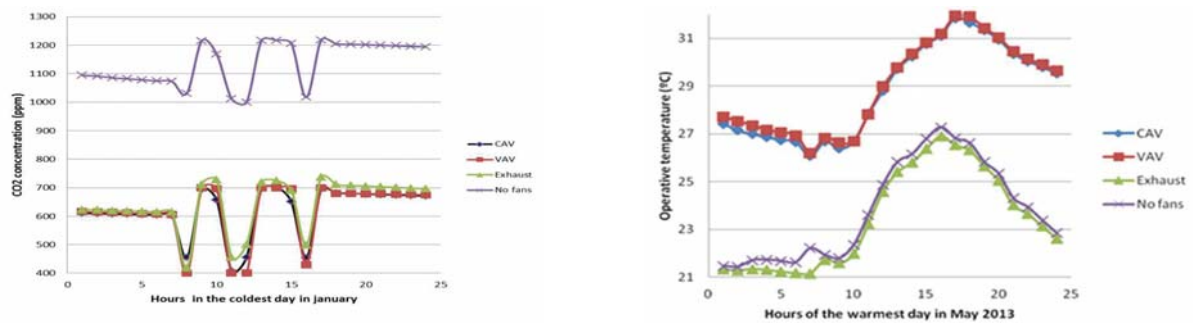 1300
1200
1100
1000
900
800
700
600
500
400
CO2 concentration (ppm)
0 5 10 15 20 25
Hours in the coldest day in january
CAV
VAV
Exhaust
No fans
31
29
27
25
23
21
Operative temperature (ºC)
0 5 10 15 20 25
Hours of the warmest day in May 2013
CAV
VAV
Exhaust
No fans